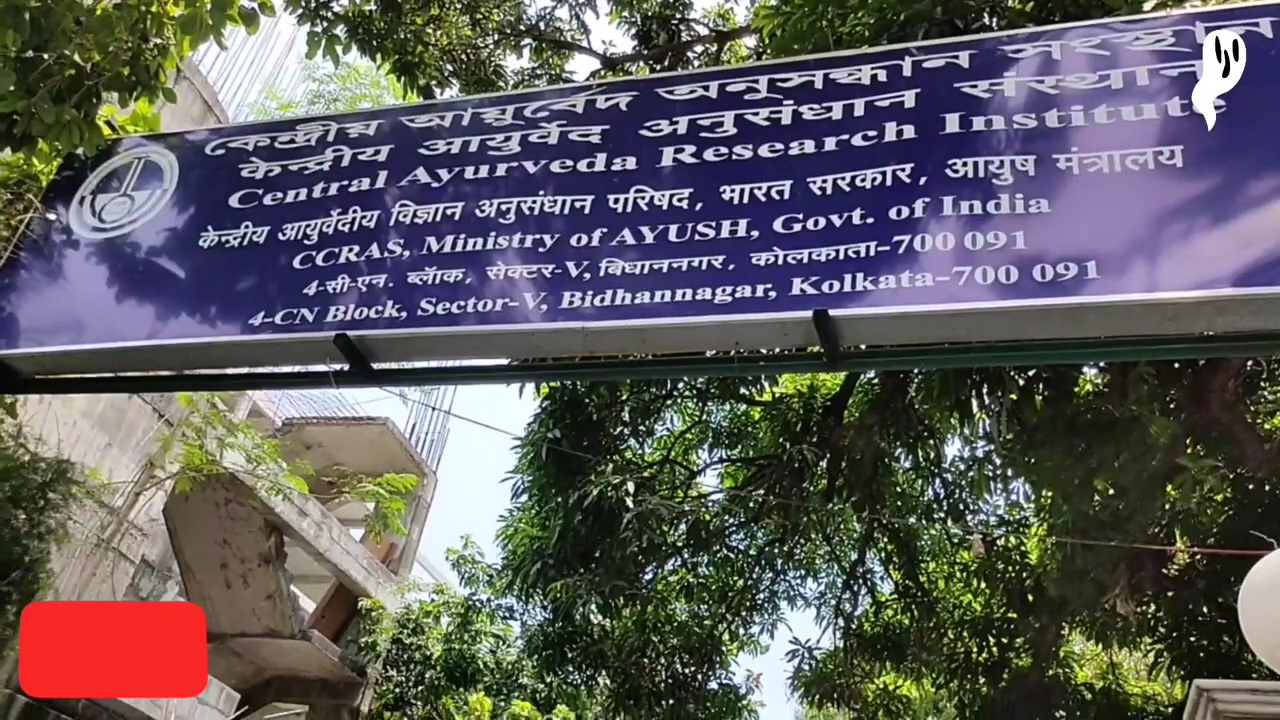 কেন্দ্রীয় আয়ুর্বেদ অনুসন্ধান সংস্থান
केन्द्रीय आयुर्वेद अनुसंधान संस्थान
Central Ayurveda Research Institute
केन्द्रीय आयुर्वेदीय विज्ञान अनुसंधान परिषद, भारत सरकार, आयुष मंत्रालय
CCRAS, Ministry of AYUSH, Govt. of India
4-सी-एन. ब्लॅाक, सेक्टर-V, बिधाननगर, कोलकाता-700 091
4-CN Block, Sector-V, Bidhannagar, Kolkata-700 091